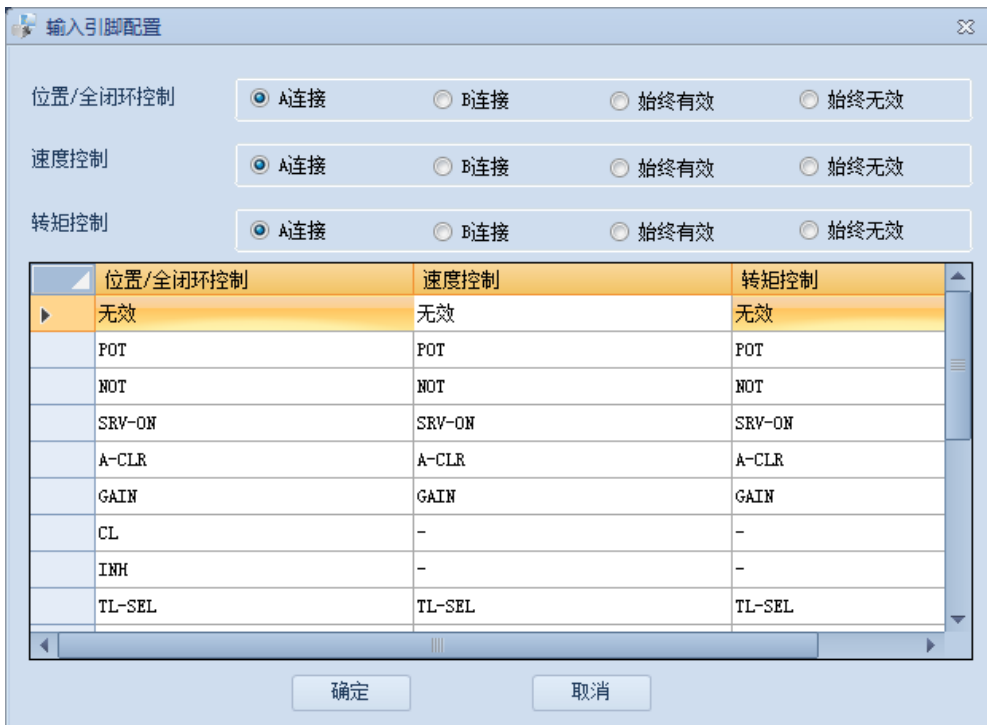 输入引脚配置
位置/全闭环控制 A连接 B连接 始终有效 始终无效
速度控制 A连接 B连接 始终有效 始终无效
转矩控制 A连接 B连接 始终有效 始终无效
位置/全闭环控制 速度控制 转矩控制
无效 无效 无效
POT POT POT
NOT NOT NOT
SRV-ON SRV-ON SRV-ON
A-CLR A-CLR A-CLR
GAIN GAIN GAIN
CL - -
INH - -
TL-SEL TL-SEL TL-SEL
确定 取消